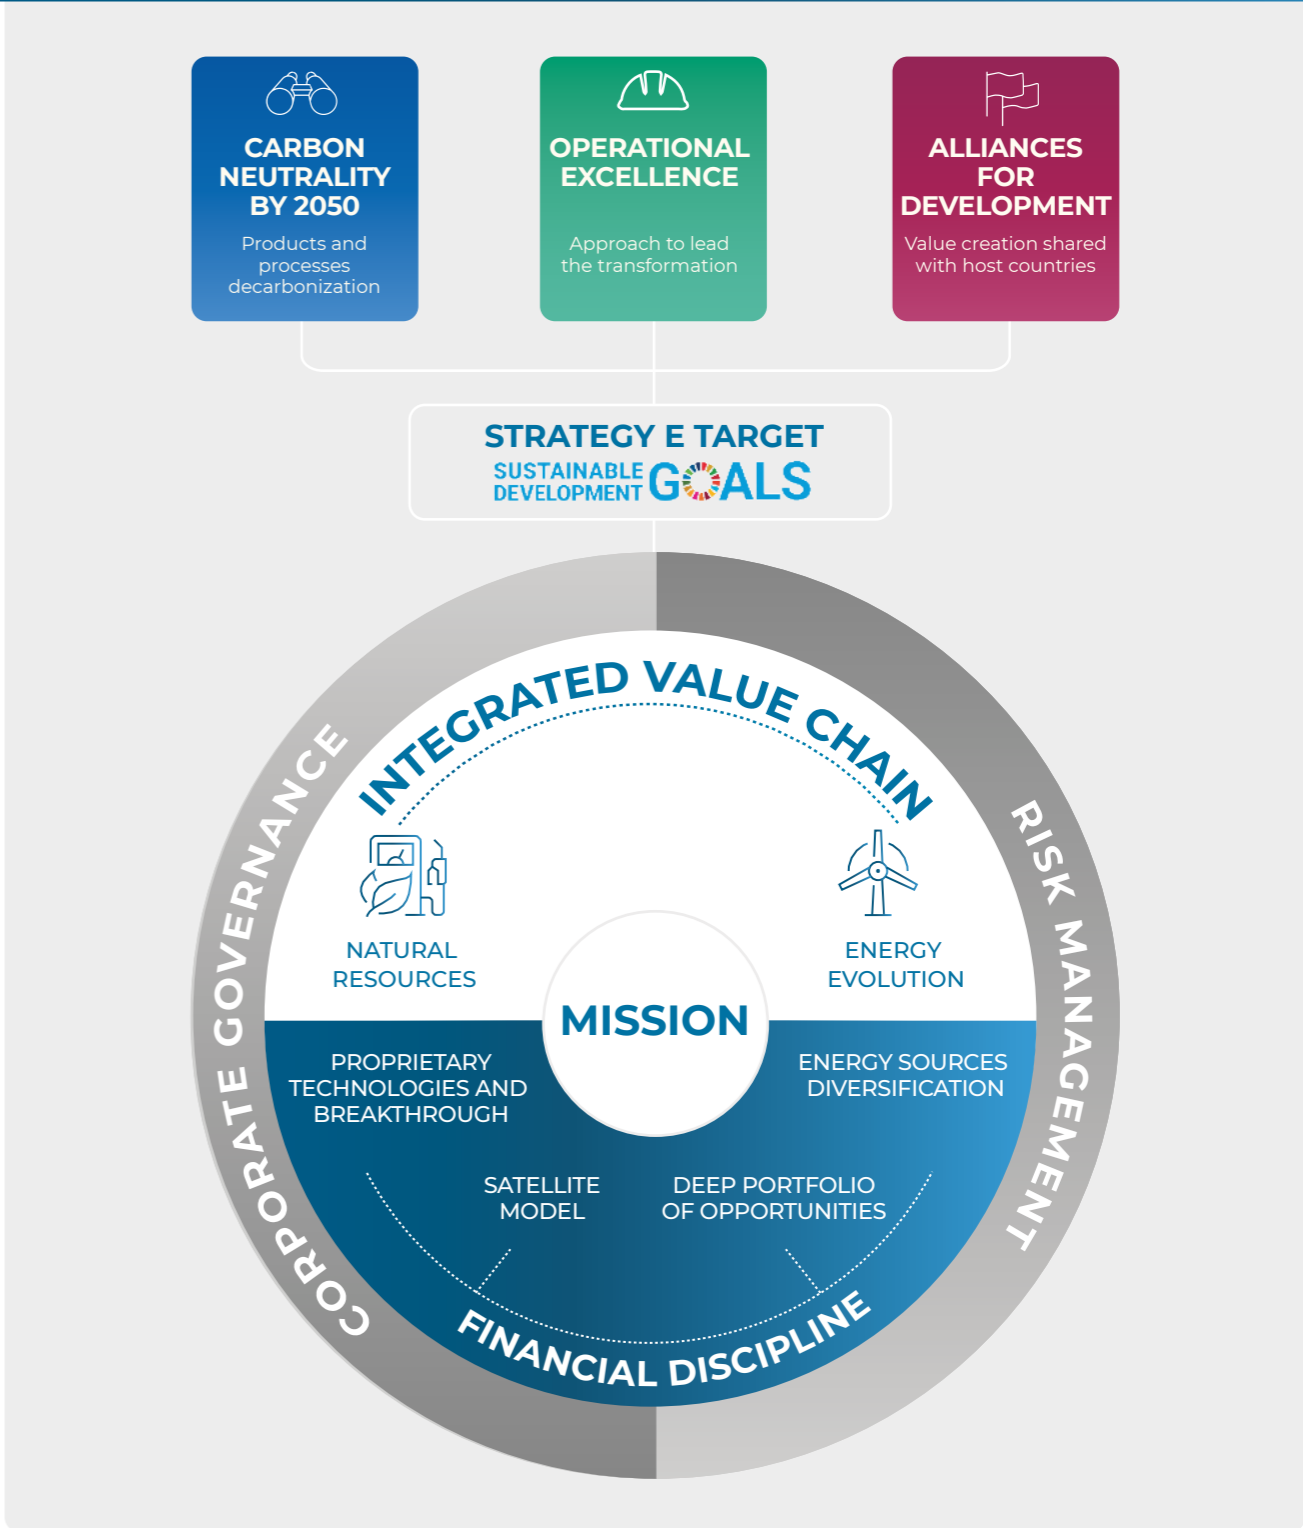 CARBON
NEUTRALITY
BY 2050
Products and
processes
decarbonization
OPERATIONAL
EXCELLENCE
Approach to lead
the transformation
ALLIANCES
FOR
DEVELOPMENT
Value creation shared
with host countries
STRATEGY E TARGET
SUSTAINABLE
DEVELOPMENT
GOALS
CORPORATE GOVERNANCE
RISK MANAGEMENT
INTEGRATED VALUE CHAIN
NATURAL
RESOURCES
ENERGY
EVOLUTION
MISSION
PROPRIETARY
TECHNOLOGIES AND
BREAKTHROUGH
ENERGY SOURCES
DIVERSIFICATION
SATELLITE
MODEL
DEEP PORTFOLIO
OF OPPORTUNITIES
FINANCIAL DISCIPLINE